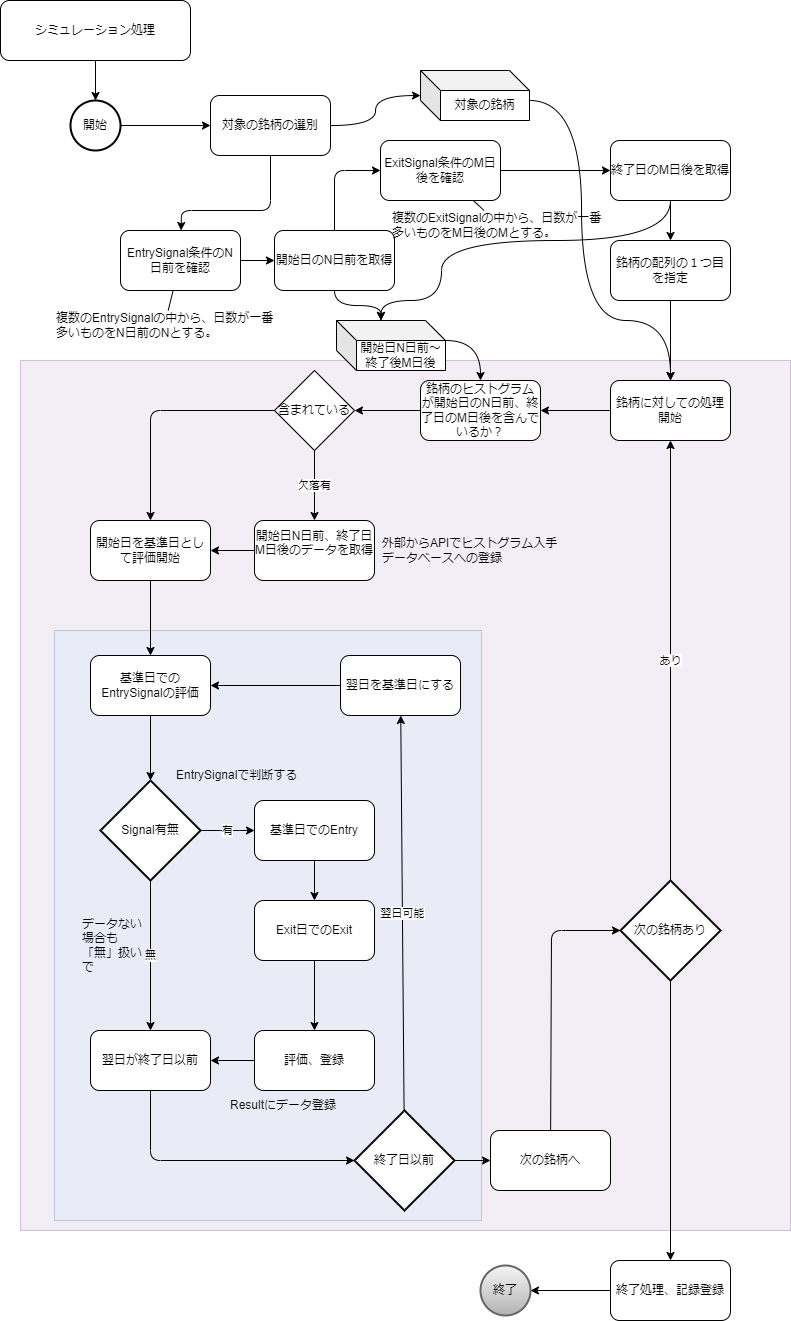 シミュレーション処理
開始
対象の銘柄の選別
対象の銘柄
ExitSignal条件のM日
後を確認
終了日のM日後を取得
複数のExitSignalの中から、日数が一番
多いものをM日後のMとする。
EntrySignal条件のN
日前を確認
開始日のN日前を取得
銘柄の配列の１つ目
を指定
複数のEntrySignalの中から、日数が一番
多いものをN日前のNとする。
開始日N日前～
終了後M日後
含まれている
銘柄のヒストグラム
が開始日のN日前、終
了日のM日後を含んで
いるか？
銘柄に対しての処理
開始
欠落有
開始日を基準日とし
て評価開始
開始日N日前、終了日
M日後のデータを取得
外部からAPIでヒストグラム入手
データベースへの登録
基準日での
EntrySignalの評価
翌日を基準日にする
あり
EntrySignalで判断する
Signal有無
有
基準日でのEntry
データない
場合も
「無」扱い
で
無
翌日可能
Exit日でのExit
次の銘柄あり
翌日が終了日以前
評価、登録
Resultにデータ登録
終了日以前
次の銘柄へ
終了
終了処理、記録登録